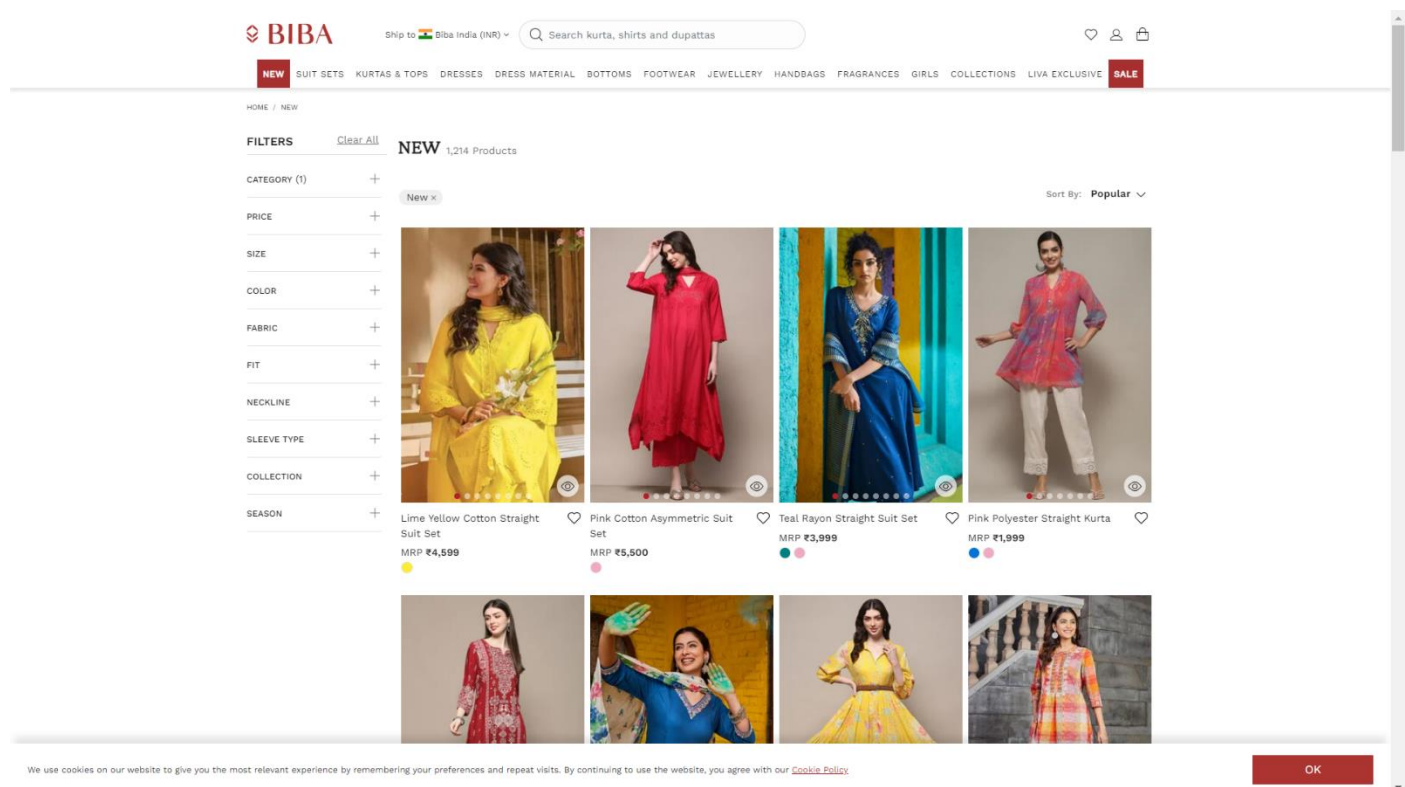 BIBA
Ship to Biba India (INR)
Search kurta, shirts and dupattas
NEW SUIT SETS KURTAS & TOPS DRESSES DRESS MATERIAL BOTTOMS FOOTWEAR JEWELLERY HANDBAGS FRAGRANCES GIRLS COLLECTIONS LIVA EXCLUSIVE SALE
HOME / NEW
FILTERS Clear All
NEW 1,214 Products
CATEGORY (1) +
New ×
Sort By: Popular
PRICE +
SIZE +
COLOR +
FABRIC +
FIT +
NECKLINE +
SLEEVE TYPE +
COLLECTION +
SEASON +
Lime Yellow Cotton Straight
Suit Set
MRP ₹4,599
Pink Cotton Asymmetric Suit
Set
MRP ₹5,500
Teal Rayon Straight Suit Set
MRP ₹3,999
Pink Polyester Straight Kurta
MRP ₹1,999
We use cookies on our website to give you the most relevant experience by remembering your preferences and repeat visits. By continuing to use the website, you agree with our Cookie Policy
OK